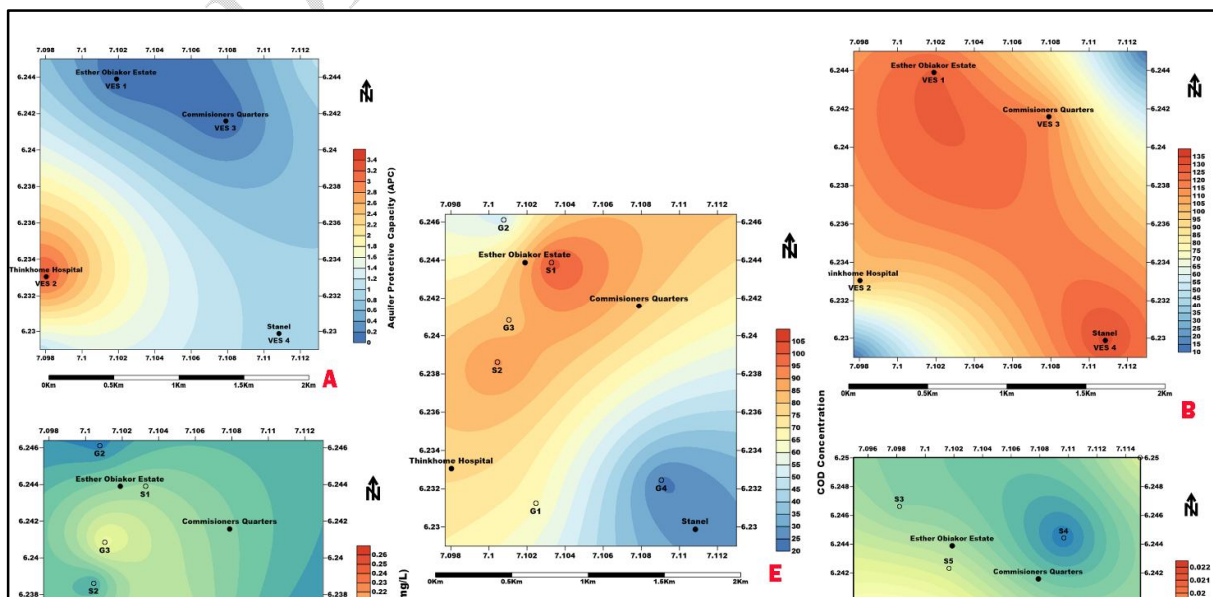 7.098 7.1 7.102 7.108 7.11 7.112
6.244
6.242
6.24
6.238
6.236
6.234
6.232
6.23
Esther Obiakor Estate
VES 1
Commisioners Quarters
VES 3
Thinkhome Hospital
VES 2
Stanel
VES 4
6.244
6.242
6.24
6.238
6.236
6.234
6.232
6.23
7.098 7.1 7.102 7.108 7.11 7.112
0Km 0.5Km 1Km 1.5Km 2Km
N
3.4
3.2
3
2.8
2.6
2.4
2.2
2
1.8
1.6
1.4
1.2
1
0.8
0.6
0.4
0.2
0
Aquifer Protective Capacity (APC)
A
7.098 7.1 7.102 7.104 7.106 7.108 7.11 7.112
6.246
6.244
6.242
6.24
6.238
6.236
6.234
6.232
6.23
G2
Esther Obiakor Estate
S1
Commisioners Quarters
G3
S2
Thinkhome Hospital
G4
G1
Stanel
6.246
6.244
6.242
6.24
6.238
6.236
6.234
6.232
6.23
7.098 7.1 7.102 7.104 7.106 7.108 7.11 7.112
0Km 0.5Km 1Km 1.5Km 2Km
N
105
100
95
90
85
80
75
70
65
60
55
50
45
40
35
30
25
20
COD Concentration
E
7.098 7.1 7.102 7.108 7.11 7.112
6.244
6.242
6.24
6.238
6.236
6.234
6.232
6.23
Esther Obiakor Estate
VES 1
Commisioners Quarters
VES 3
hinkhome Hospital
VES 2
Stanel
VES 4
6.244
6.242
6.24
6.238
6.236
6.234
6.232
6.23
7.098 7.1 7.102 7.104 7.106 7.108 7.11 7.112
0Km 0.5Km 1Km 1.5Km 2Km
N
135
130
125
120
115
110
105
100
95
90
85
80
75
70
65
60
55
50
45
40
35
30
25
20
15
10
B
7.098 7.1 7.102 7.104 7.106 7.108 7.11 7.112
6.246
6.244
6.242
6.24
6.238
G2
Esther Obiakor Estate
S1
Commisioners Quarters
G3
S2
6.246
6.244
6.242
6.24
6.238
N
0.26
0.25
0.24
0.23
0.22
mg/L)
7.096 7.098 7.1 7.102 7.104 7.106 7.108 7.11 7.112 7.114
6.25
6.248
6.246
6.244
6.242
S3
S4
Esther Obiakor Estate
S5
Commisioners Quarters
6.25
6.248
6.246
6.244
6.242
N
0.022
0.021
0.02